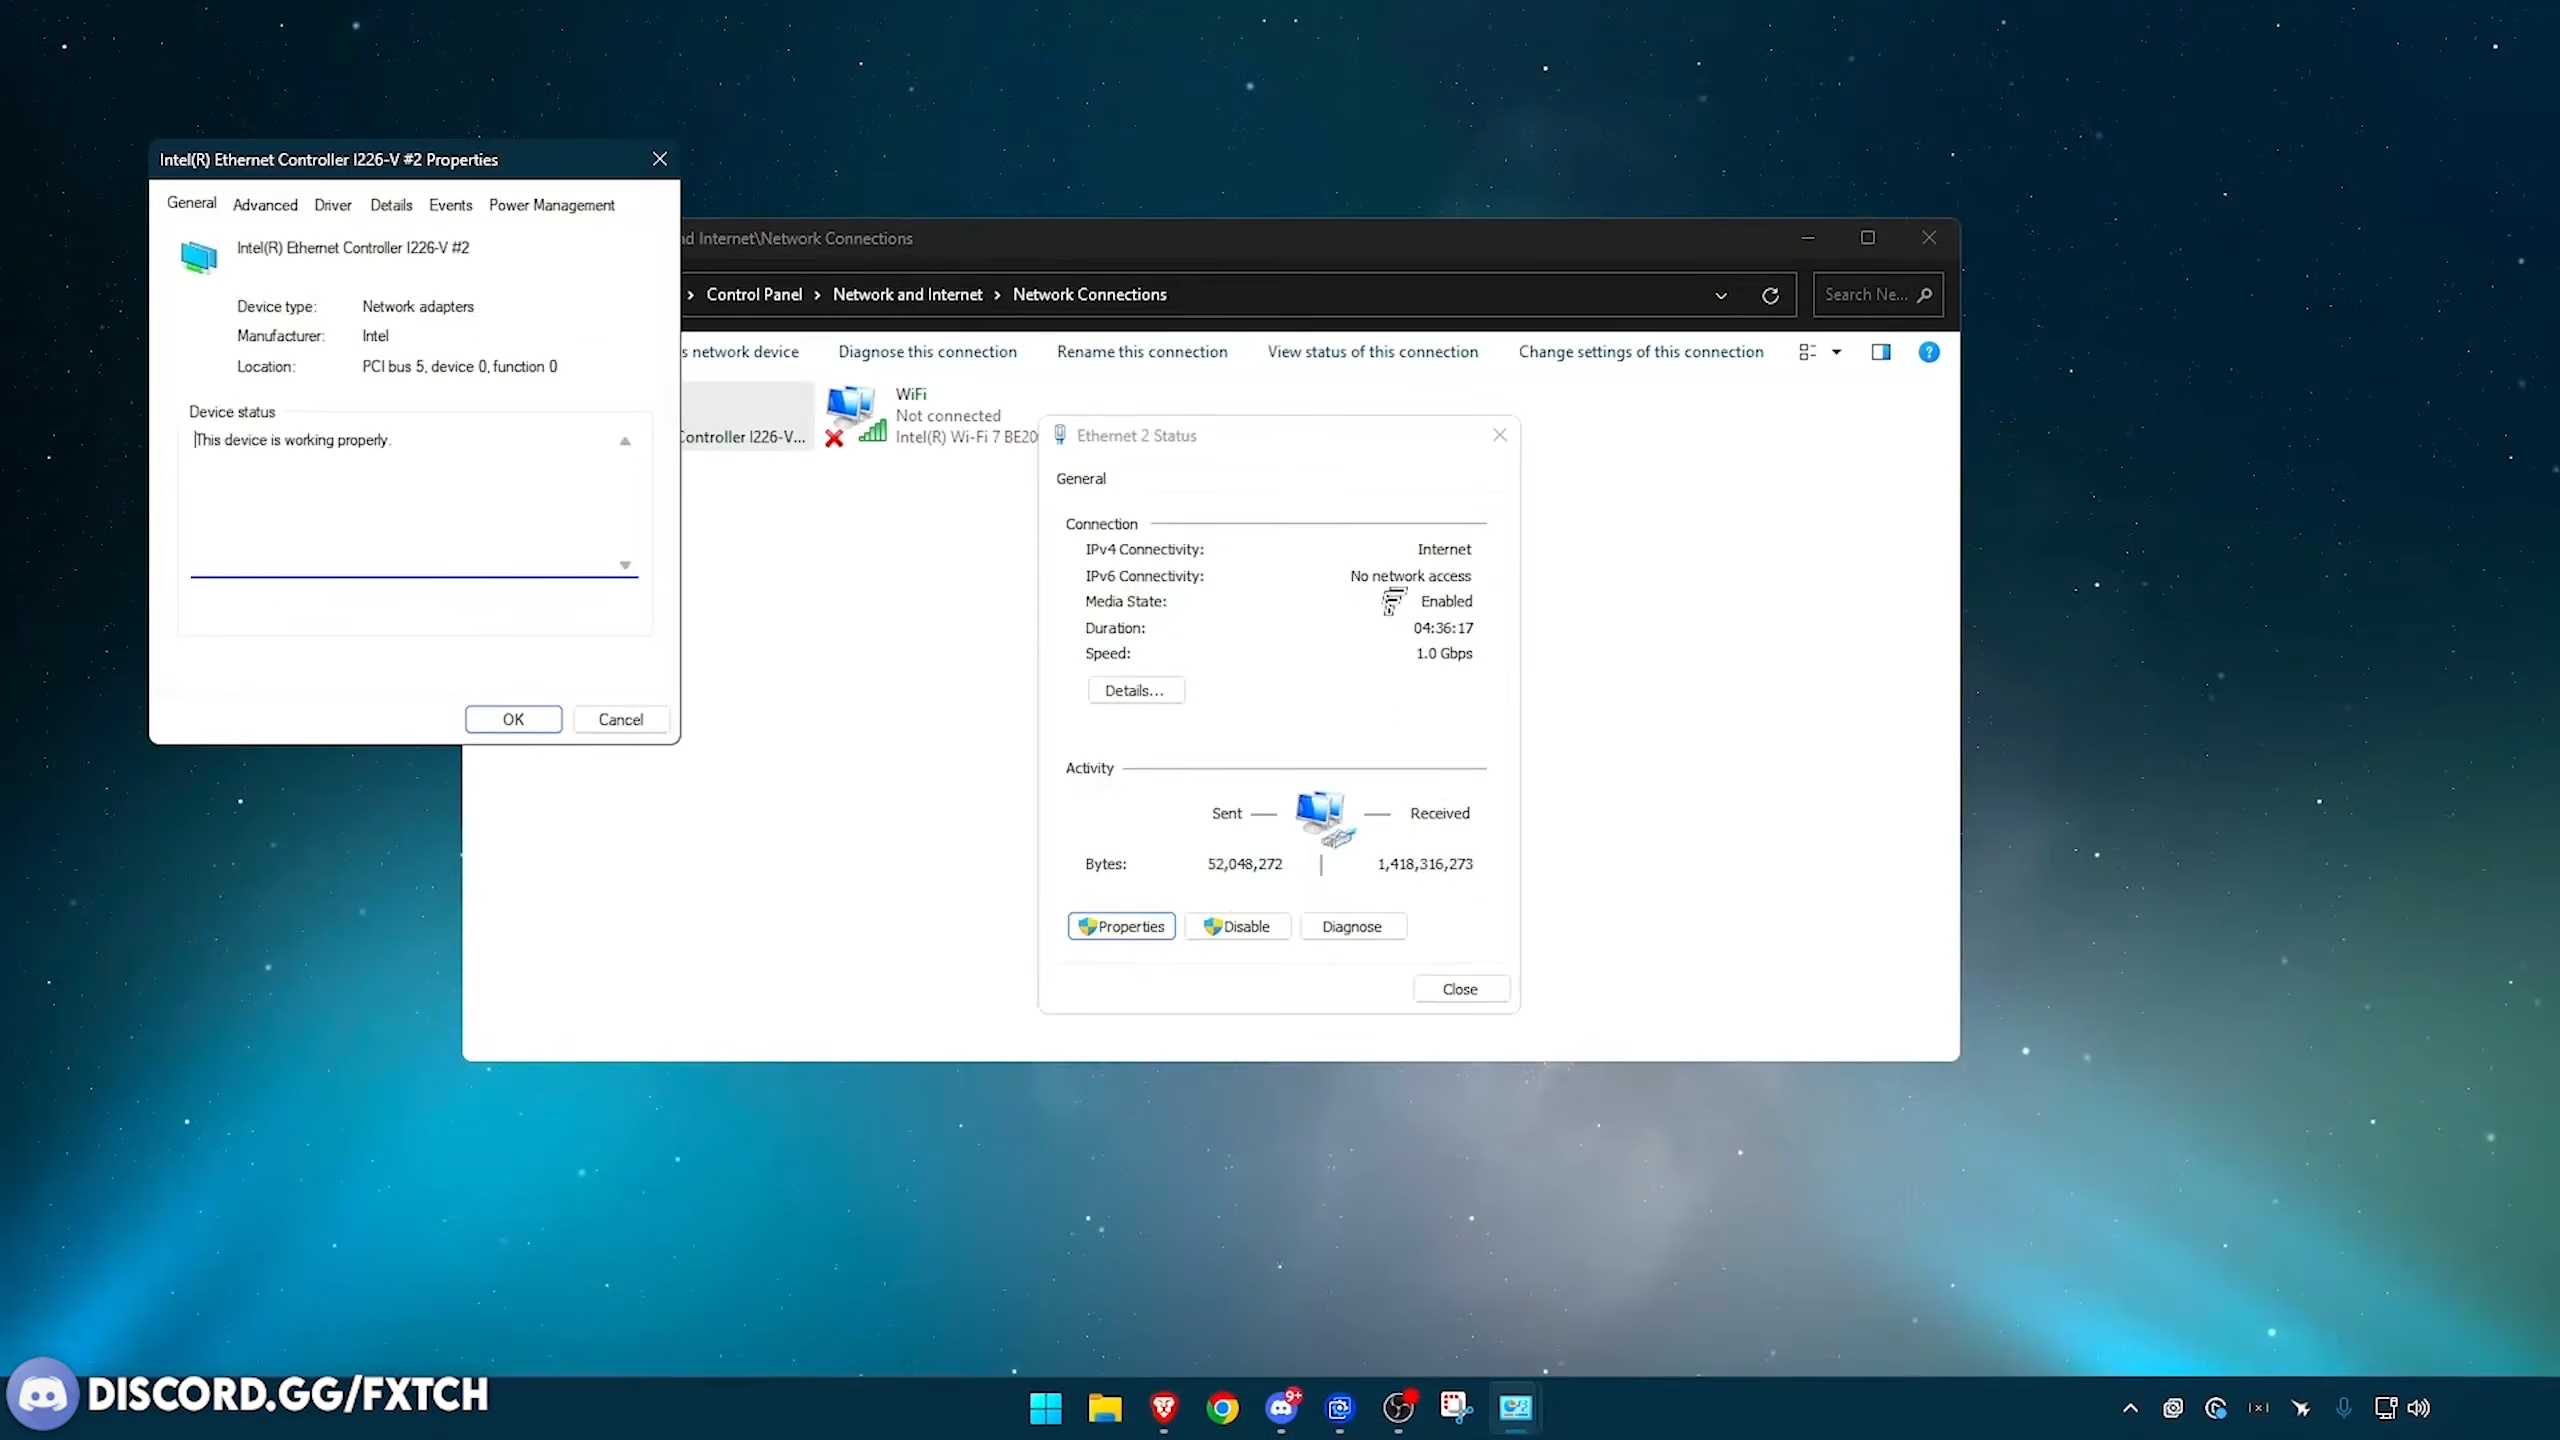 Intel(R) Ethernet Controller I226-V #2 Properties
General Advanced Driver Details Events Power Management
Intel(R) Ethernet Controller I226-V #2
Device type: Network adapters
Manufacturer: Intel
Location: PCI bus 5, device 0, function 0
Device status
This device is working properly.
OK Cancel
nd Internet\Network Connections
Control Panel Network and Internet Network Connections
Search Ne...
s network device Diagnose this connection Rename this connection View status of this connection Change settings of this connection
Controller I226-V...
WiFi
Not connected
Intel(R) Wi-Fi 7 BE20
Ethernet 2 Status
General
Connection
IPv4 Connectivity: Internet
IPv6 Connectivity: No network access
Media State: Enabled
Duration: 04:36:17
Speed: 1.0 Gbps
Details...
Activity
Sent Received
Bytes: 52,048,272 1,418,316,273
Properties Disable Diagnose
Close
DISCORD.GG/FXTCH
9+